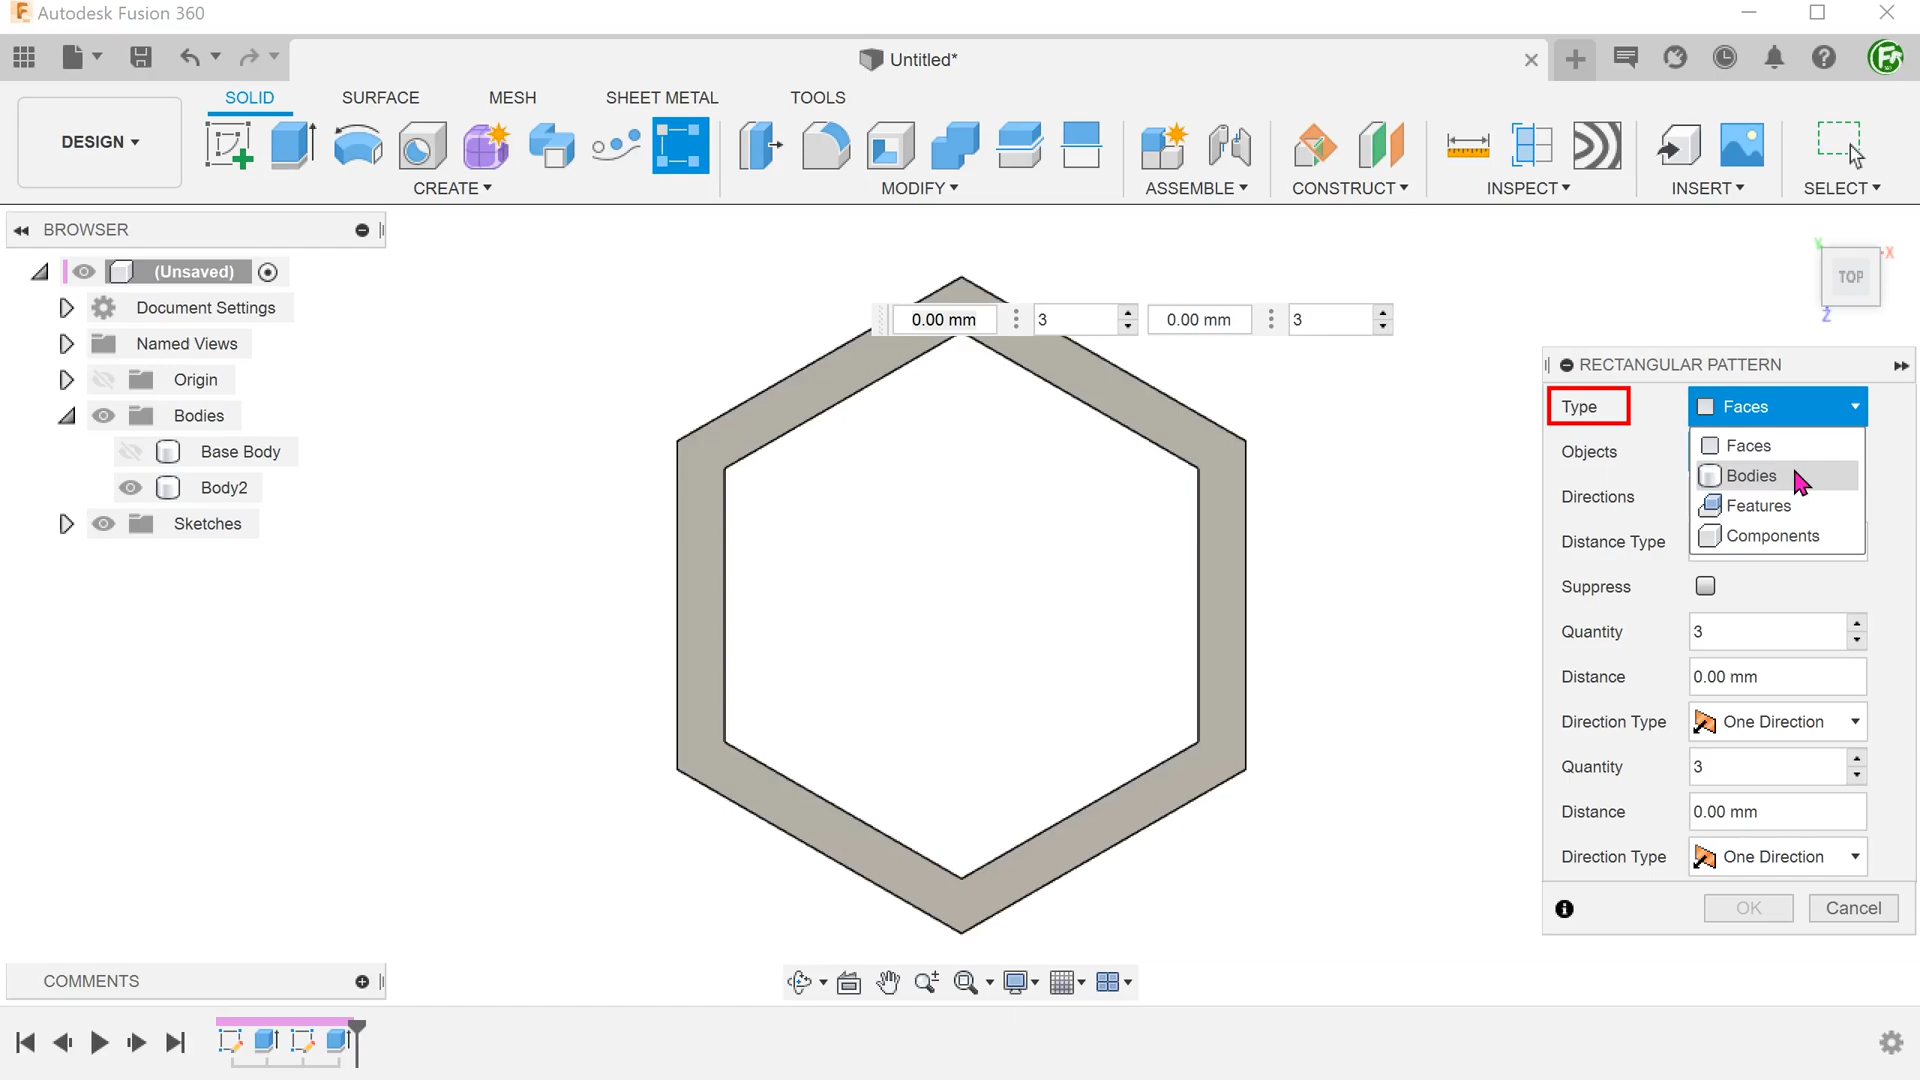 Autodesk Fusion 360
Untitled*
DESIGN
SOLID SURFACE MESH SHEET METAL TOOLS
CREATE MODIFY ASSEMBLE CONSTRUCT INSPECT INSERT SELECT
BROWSER
(Unsaved)
Document Settings
Named Views
Origin
Bodies
Base Body
Body2
Sketches
0.00 mm 3 0.00 mm 3
Y X
TOP
Z
RECTANGULAR PATTERN
Type Faces
Faces
Objects
Bodies
Directions
Features
Distance Type
Components
Suppress
Quantity 3
Distance 0.00 mm
Direction Type One Direction
Quantity 3
Distance 0.00 mm
Direction Type One Direction
OK Cancel
COMMENTS